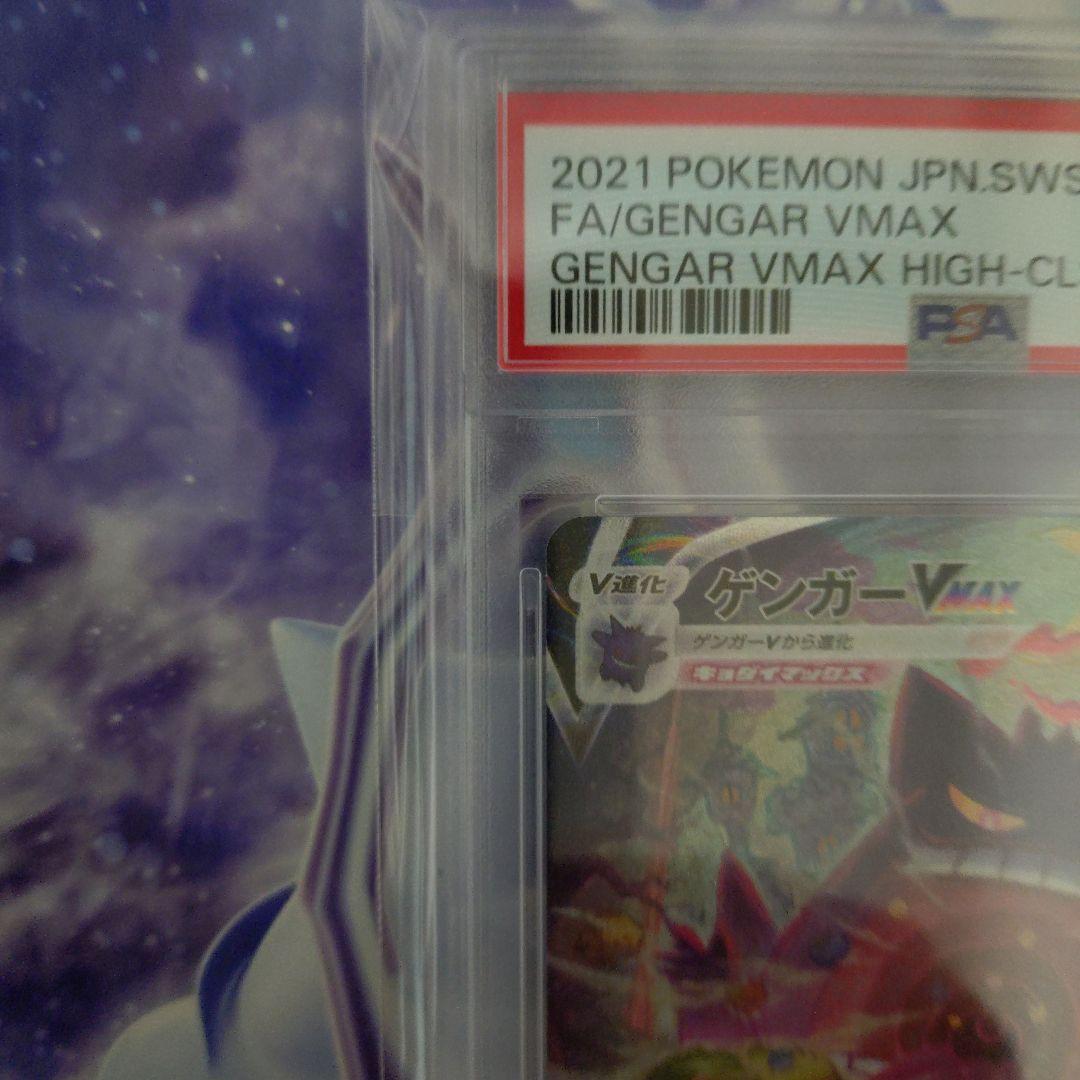 2021 POKEMON JPN.SWS
FA/GENGAR VMAX
GENGAR VMAX HIGH-CL
PSA
V進化
ゲンガーVMAX
ゲンガーVから進化
キョダイマックス